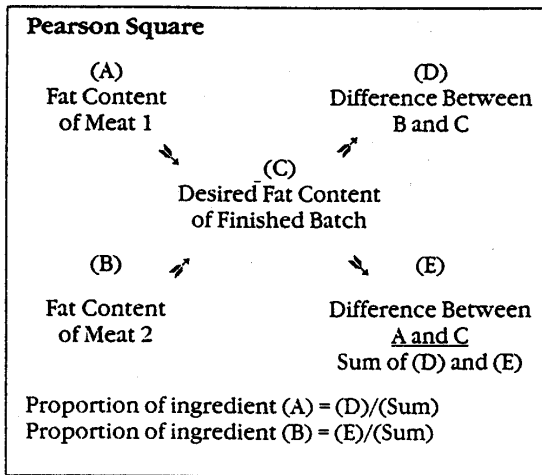 Pearson Square
(A)
Fat Content
of Meat 1
(D)
Difference Between
B and C
(C)
Desired Fat Content
of Finished Batch
(B)
Fat Content
of Meat 2
(E)
Difference Between
A and C
Sum of (D) and (E)
Proportion of ingredient (A) = (D)/(Sum)
Proportion of ingredient (B) = (E)/(Sum)